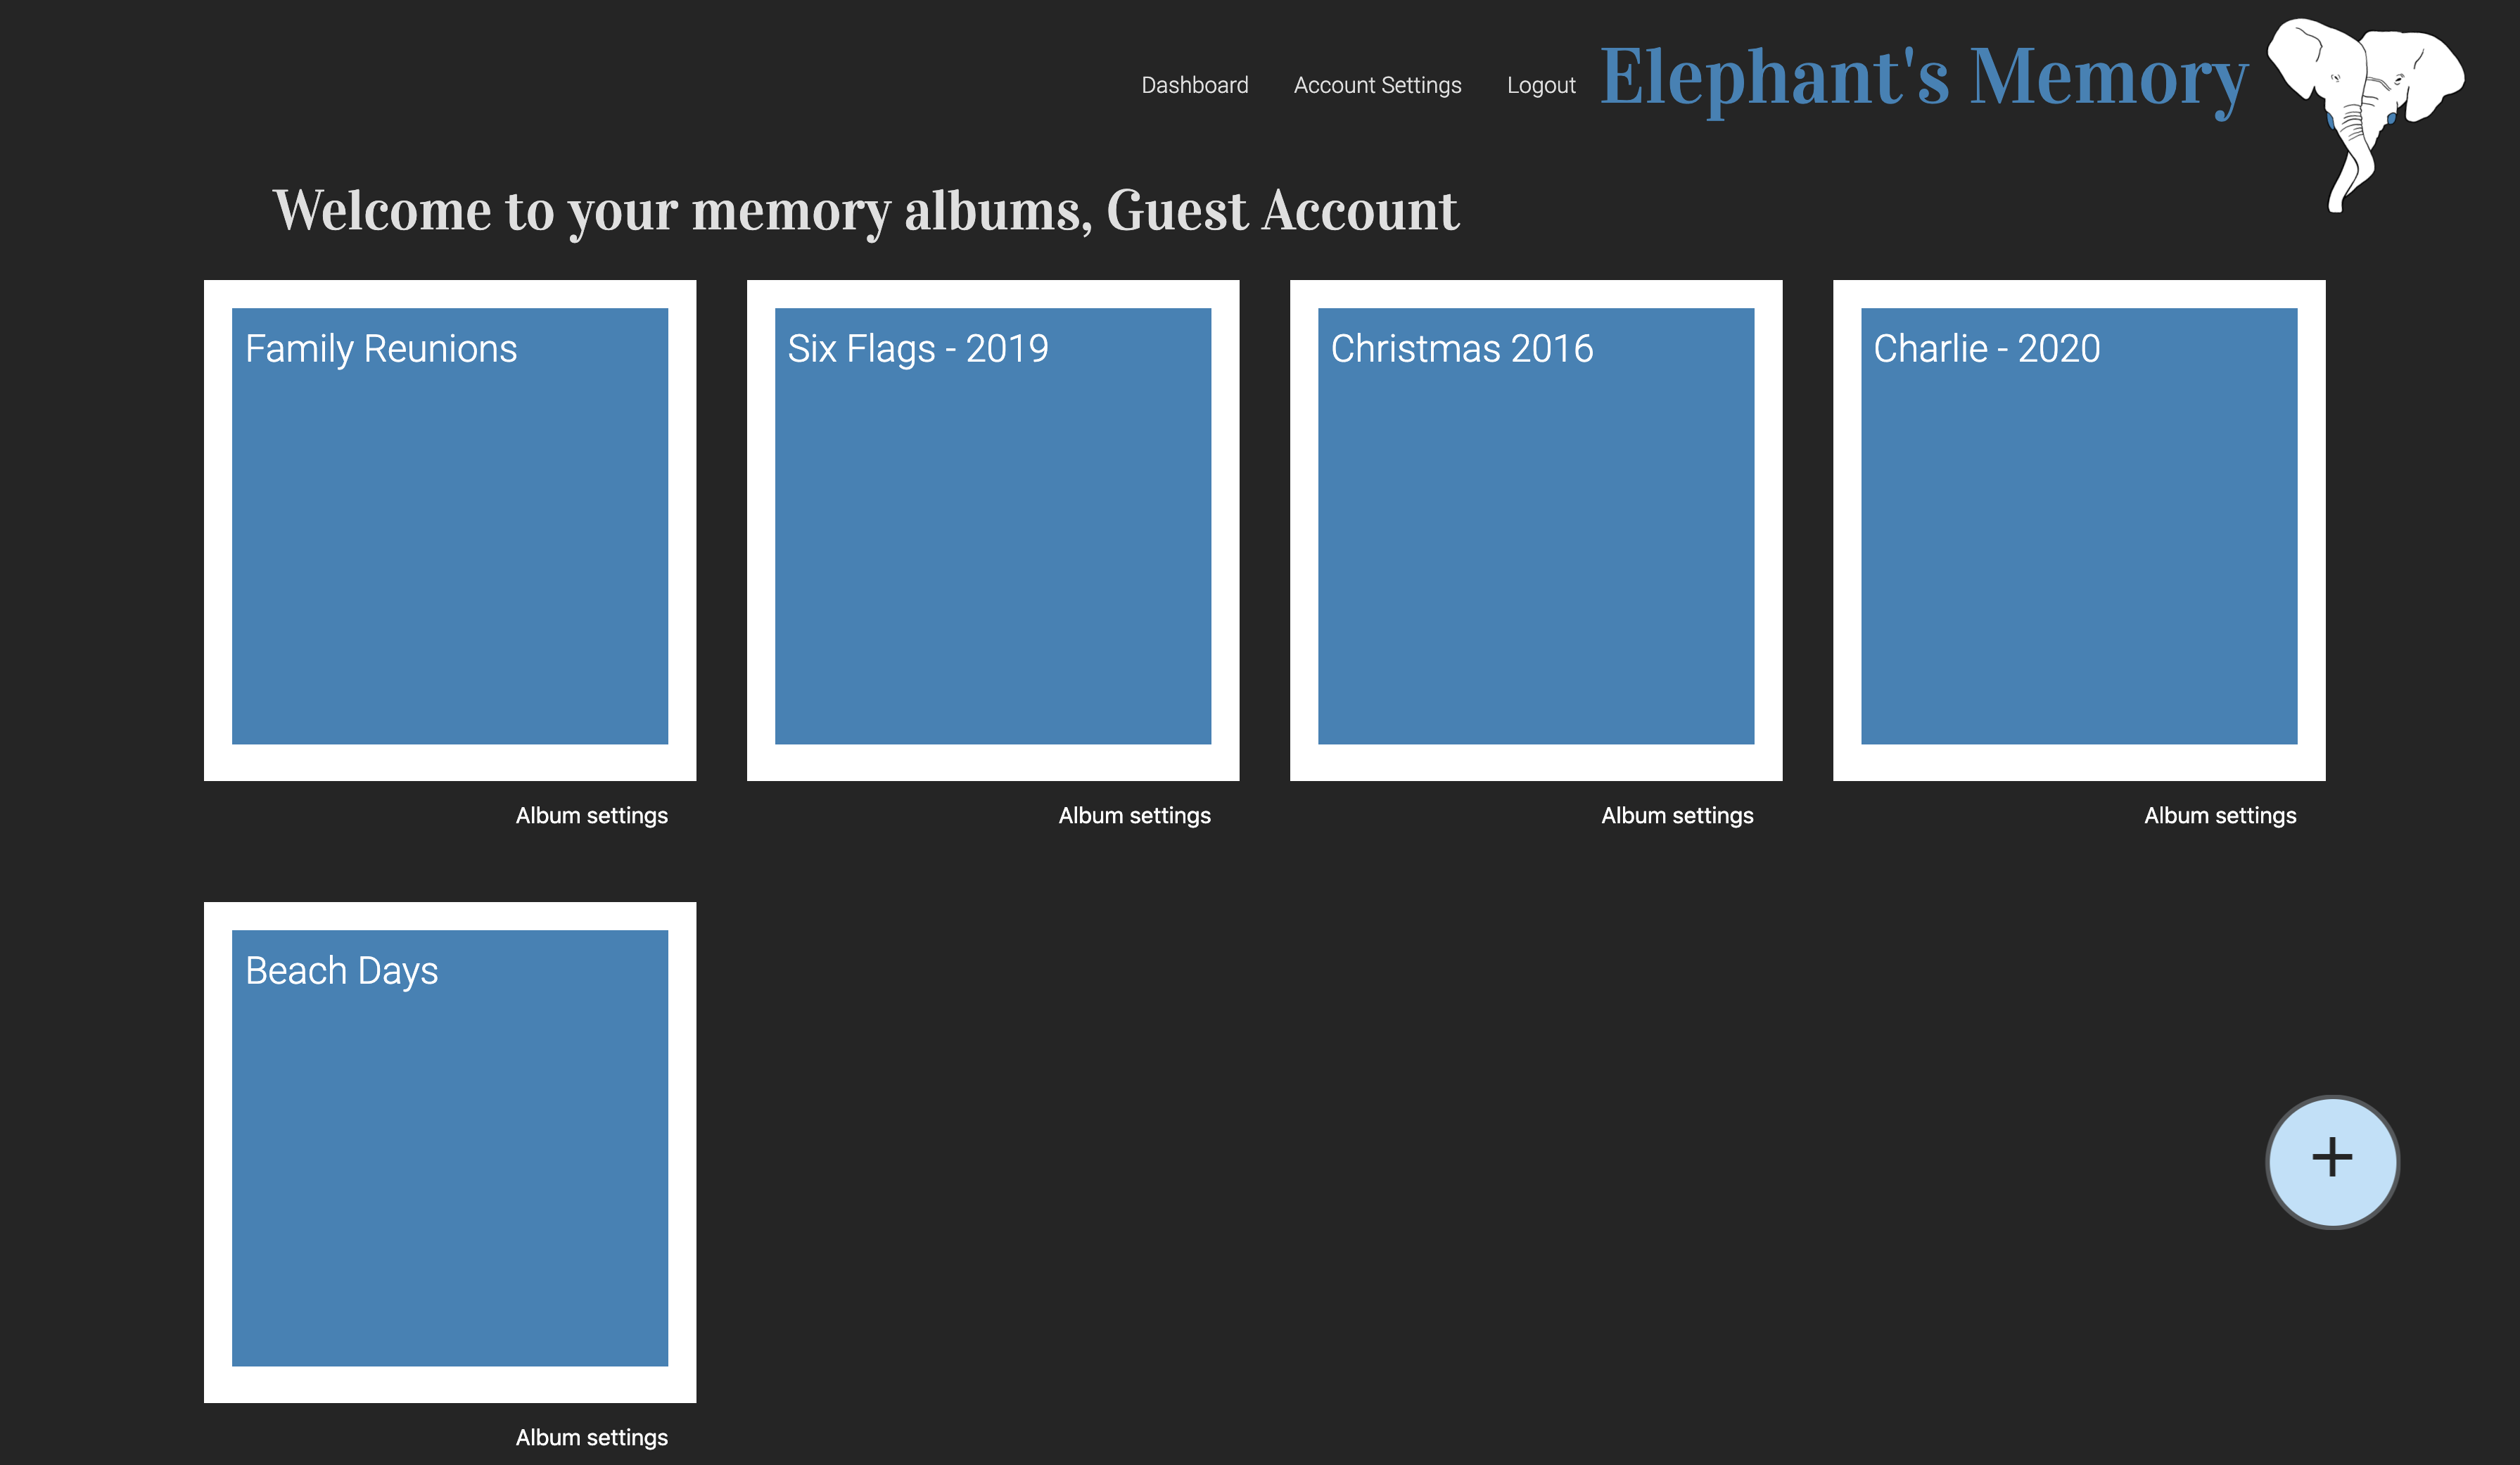 Dashboard Account Settings Logout Elephant's Memory
Welcome to your memory albums, Guest Account
Family Reunions
Six Flags - 2019
Christmas 2016
Charlie - 2020
Album settings
Album settings
Album settings
Album settings
Beach Days
+
Album settings